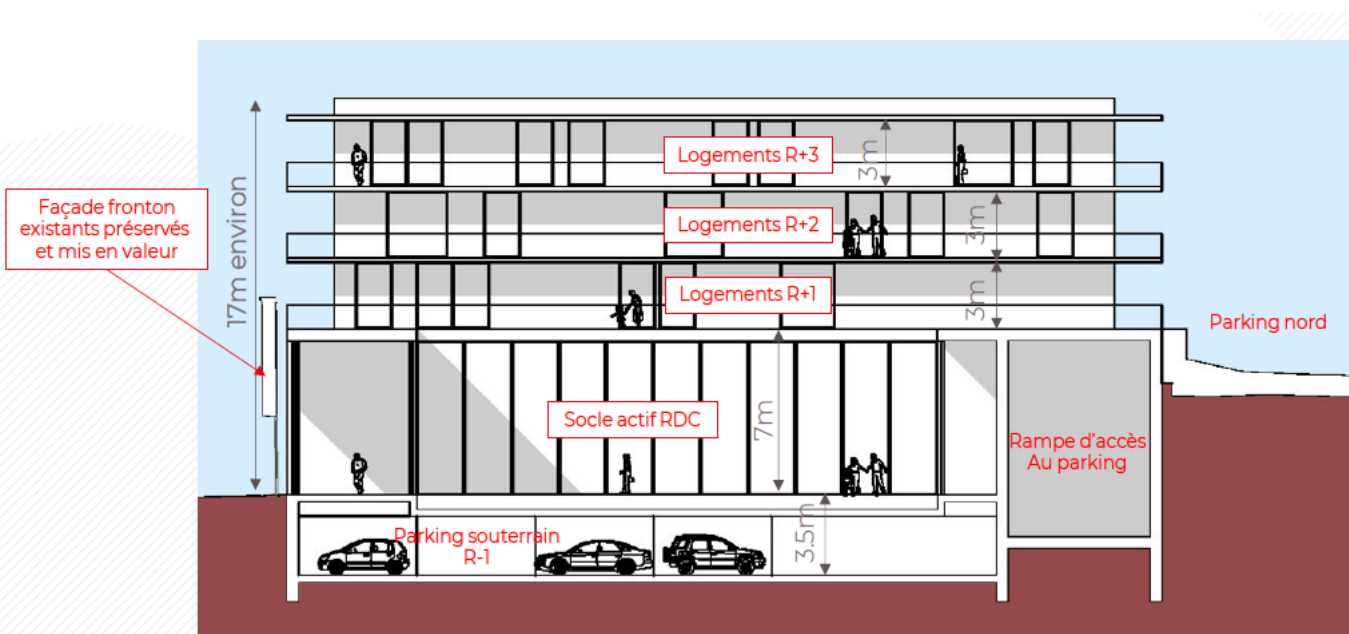 Logements R+3
3m
Façade fronton
existants préservés
et mis en valeur
17m environ
Logements R+2
3m
Logements R+1
3m
Parking nord
Socle actif RDC
7m
Rampe d'accès
Au parking
Parking souterrain
R-1
3.5m